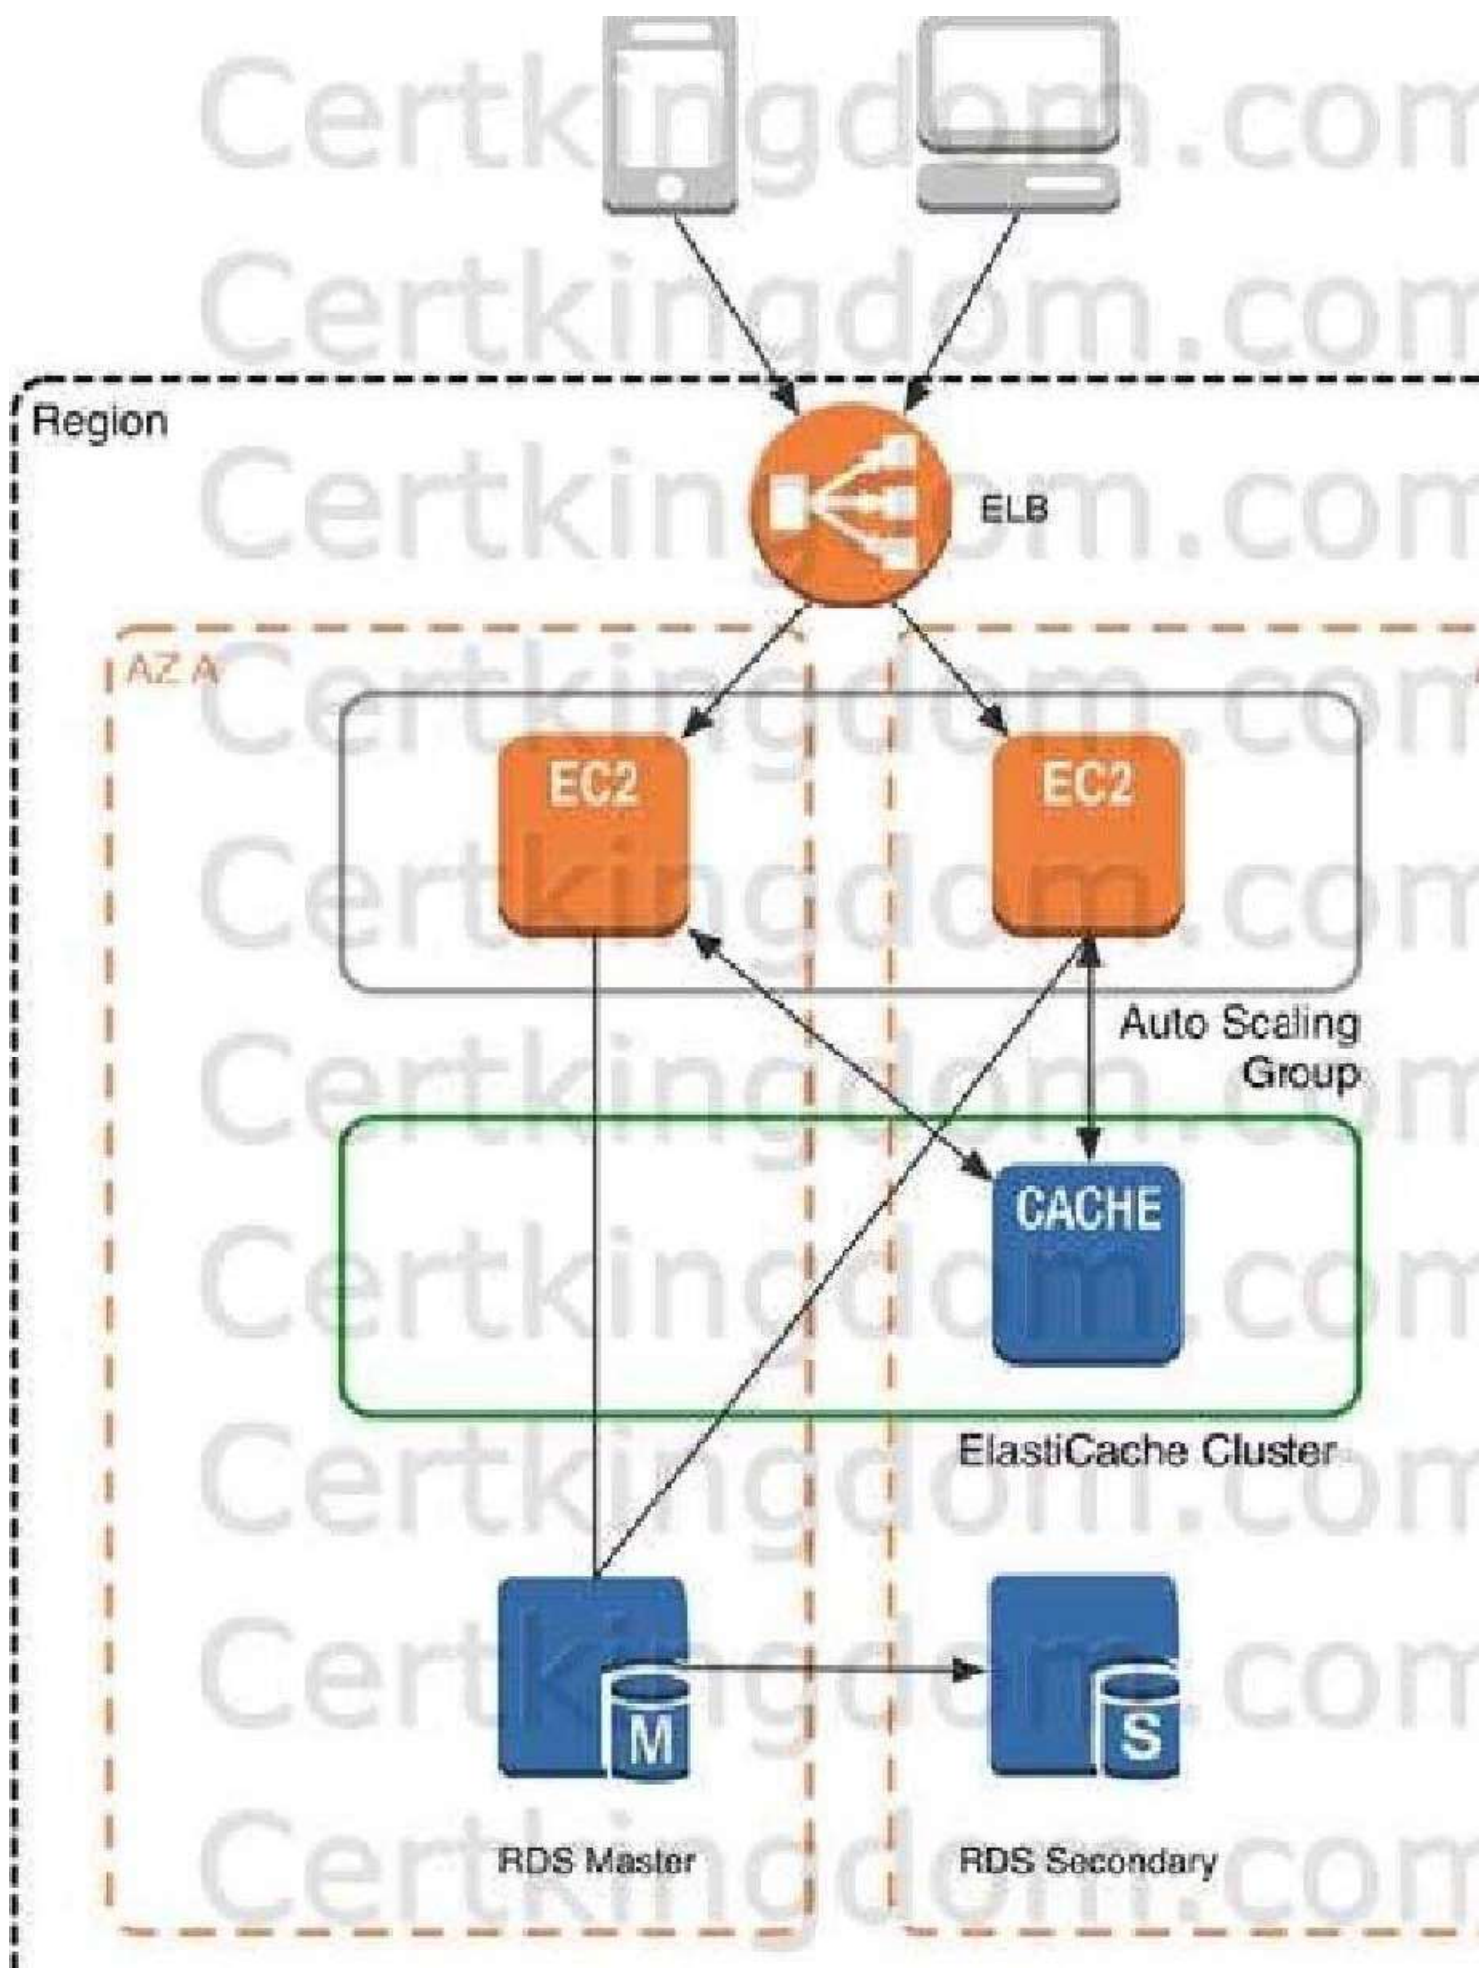 Certkingdom.com
Certkingdom.com
Region
Certkingdom.com
ELB
AZ A
Certkingdom.com
EC2
EC2
Certkingdom.com
Auto Scaling
Group
Certkingdom.com
CACHE
Certkingdom.com
ElastiCache Cluster
Certkingdom.com
Certkingdom.com
M
S
RDS Master
RDS Secondary
Certkingdom.com